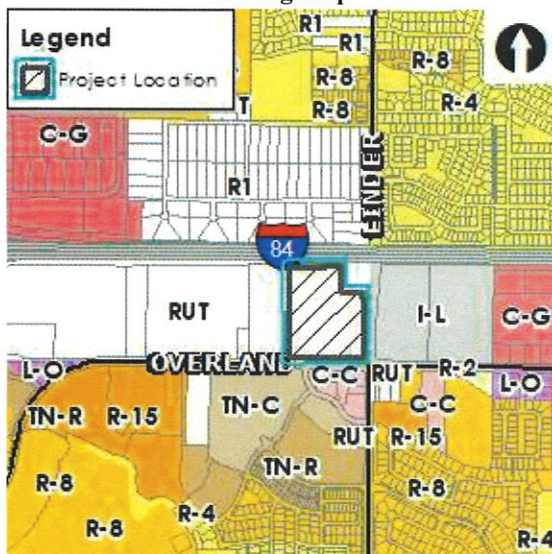 Legend
Project Location
R1
R1
R-8
R-8
R-8
R-4
C-G
R1
LINDER
84
RUT
I-L
C-G
OVERLAND
L-O
C-C
RUT
R-2
L-O
TN-R
R-15
TN-C
C-C
RUT
R-15
TN-R
R-8
R-8
R-4
R-8
R-4